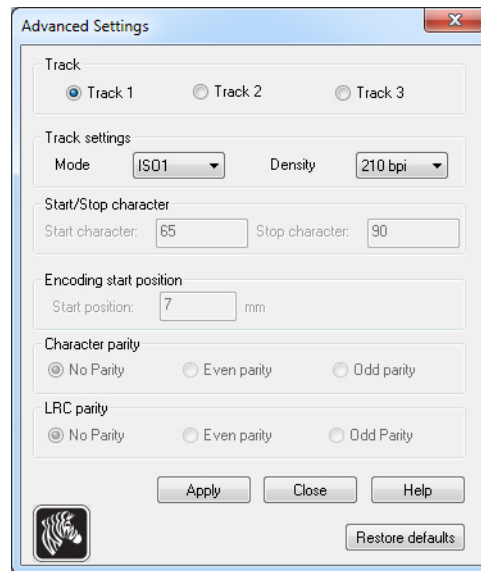 Advanced Settings
Track
Track 1 Track 2 Track 3
Track settings
Mode ISO1 Density 210 bpi
Start/Stop character
Start character: 65 Stop character: 90
Encoding start position
Start position: 7 mm
Character parity
No Parity Even parity Odd parity
LRC parity
No Parity Even parity Odd Parity
Apply Close Help
Restore defaults